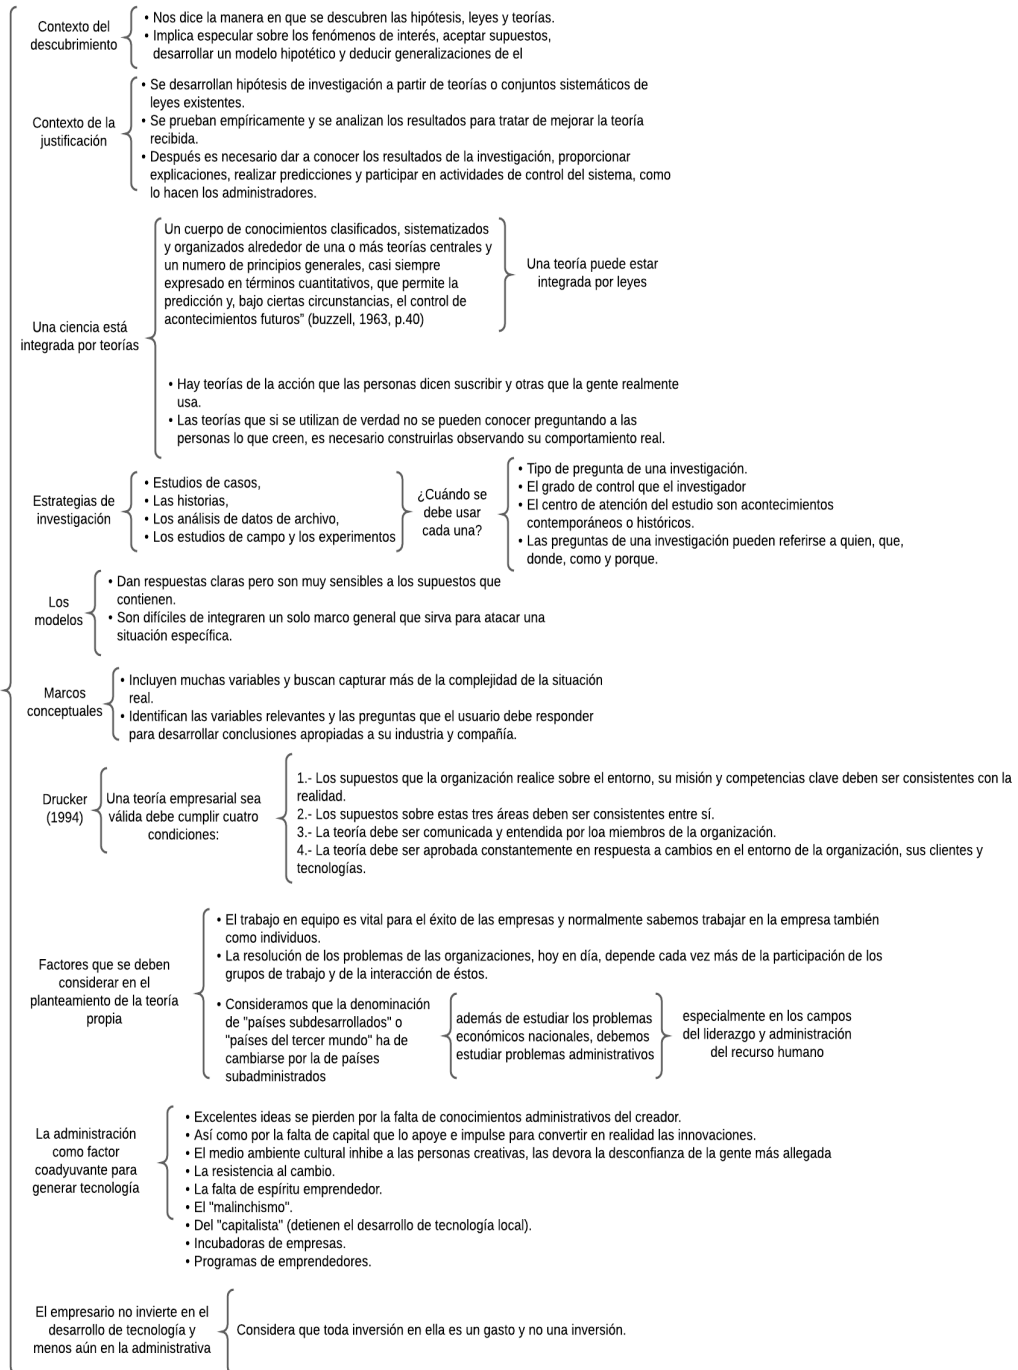 Contexto del
descubrimiento
• Nos dice la manera en que se descubren las hipótesis, leyes y teorías.
• Implica especular sobre los fenómenos de interés, aceptar supuestos,
desarrollar un modelo hipotético y deducir generalizaciones de el
Contexto de la
justificación
• Se desarrollan hipótesis de investigación a partir de teorías o conjuntos sistemáticos de
leyes existentes.
• Se prueban empíricamente y se analizan los resultados para tratar de mejorar la teoría
recibida.
• Después es necesario dar a conocer los resultados de la investigación, proporcionar
explicaciones, realizar predicciones y participar en actividades de control del sistema, como
lo hacen los administradores.
Una ciencia está
integrada por teorías
Un cuerpo de conocimientos clasificados, sistematizados
y organizados alrededor de una o más teorías centrales y
un numero de principios generales, casi siempre
expresado en términos cuantitativos, que permite la
predicción y, bajo ciertas circunstancias, el control de
acontecimientos futuros” (buzzell, 1963, p.40)
Una teoría puede estar
integrada por leyes
• Hay teorías de la acción que las personas dicen suscribir y otras que la gente realmente
usa.
• Las teorías que si se utilizan de verdad no se pueden conocer preguntando a las
personas lo que creen, es necesario construirlas observando su comportamiento real.
Estrategias de
investigación
• Estudios de casos,
• Las historias,
• Los análisis de datos de archivo,
• Los estudios de campo y los experimentos
¿Cuándo se
debe usar
cada una?
• Tipo de pregunta de una investigación.
• El grado de control que el investigador
• El centro de atención del estudio son acontecimientos
contemporáneos o históricos.
• Las preguntas de una investigación pueden referirse a quien, que,
donde, como y porque.
Los
modelos
• Dan respuestas claras pero son muy sensibles a los supuestos que
contienen.
• Son difíciles de integraren un solo marco general que sirva para atacar una
situación específica.
Marcos
conceptuales
• Incluyen muchas variables y buscan capturar más de la complejidad de la situación
real.
• Identifican las variables relevantes y las preguntas que el usuario debe responder
para desarrollar conclusiones apropiadas a su industria y compañía.
Drucker
(1994)
Una teoría empresarial sea
válida debe cumplir cuatro
condiciones:
1.- Los supuestos que la organización realice sobre el entorno, su misión y competencias clave deben ser consistentes con la
realidad.
2.- Los supuestos sobre estas tres áreas deben ser consistentes entre sí.
3.- La teoría debe ser comunicada y entendida por loa miembros de la organización.
4.- La teoría debe ser aprobada constantemente en respuesta a cambios en el entorno de la organización, sus clientes y
tecnologías.
Factores que se deben
considerar en el
planteamiento de la teoría
propia
• El trabajo en equipo es vital para el éxito de las empresas y normalmente sabemos trabajar en la empresa también
como individuos.
• La resolución de los problemas de las organizaciones, hoy en día, depende cada vez más de la participación de los
grupos de trabajo y de la interacción de éstos.
• Consideramos que la denominación
de "países subdesarrollados" o
"países del tercer mundo" ha de
cambiarse por la de países
subadministrados
además de estudiar los problemas
económicos nacionales, debemos
estudiar problemas administrativos
especialmente en los campos
del liderazgo y administración
del recurso humano
La administración
como factor
coadyuvante para
generar tecnología
• Excelentes ideas se pierden por la falta de conocimientos administrativos del creador.
• Así como por la falta de capital que lo apoye e impulse para convertir en realidad las innovaciones.
• El medio ambiente cultural inhibe a las personas creativas, las devora la desconfianza de la gente más allegada
• La resistencia al cambio.
• La falta de espíritu emprendedor.
• El "malinchismo".
• Del "capitalista" (detienen el desarrollo de tecnología local).
• Incubadoras de empresas.
• Programas de emprendedores.
El empresario no invierte en el
desarrollo de tecnología y
menos aún en la administrativa
Considera que toda inversión en ella es un gasto y no una inversión.